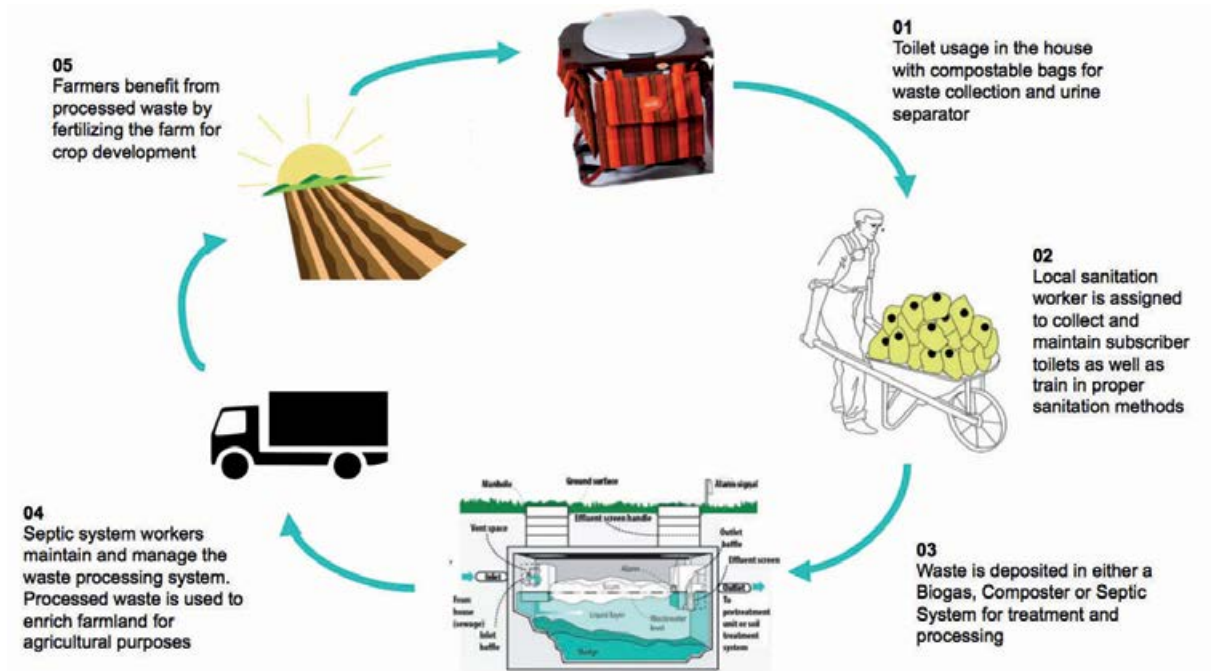 01
Toilet usage in the house
with compostable bags for
waste collection and urine
separator
02
Local sanitation
worker is assigned
to collect and
maintain subscriber
toilets as well as
train in proper
sanitation methods
03
Waste is deposited in either a
Biogas, Composter or Septic
System for treatment and
processing
04
Septic system workers
maintain and manage the
waste processing system.
Processed waste is used to
enrich farmland for
agricultural purposes
05
Farmers benefit from
processed waste by
fertilizing the farm for
crop development
Manhole
Ground surface
Alarm signal
Effluent screen handle
Vent space
Outlet
baffle
Effluent screen
Alarm
Inlet
Scum
Outlet
From
house
(sewage)
Liquid layer
Wastewater
level
To
pretreatment
unit or soil
treatment
system
Inlet
baffle
Sludge